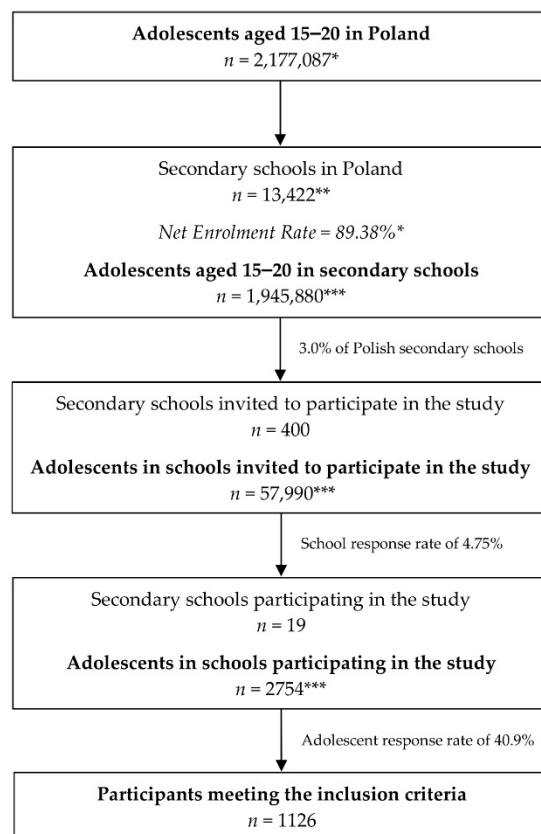 Adolescents aged 15–20 in Poland
n = 2,177,087*
Secondary schools in Poland
n = 13,422**
Net Enrolment Rate = 89.38%*
Adolescents aged 15–20 in secondary schools
n = 1,945,880***
3.0% of Polish secondary schools
Secondary schools invited to participate in the study
n = 400
Adolescents in schools invited to participate in the study
n = 57,990***
School response rate of 4.75%
Secondary schools participating in the study
n = 19
Adolescents in schools participating in the study
n = 2754***
Adolescent response rate of 40.9%
Participants meeting the inclusion criteria
n = 1126